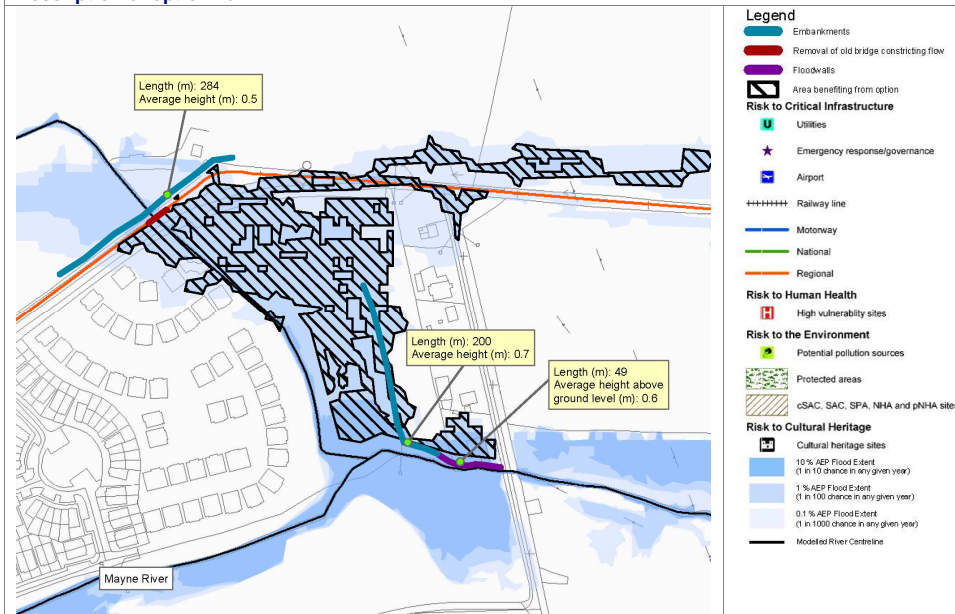 Length (m): 284
Average height (m): 0.5
Length (m): 200
Average height (m): 0.7
Length (m): 49
Average height above
ground level (m): 0.6
Mayne River
Legend
Embankments
Removal of old bridge constricting flow
Floodwalls
Area benefiting from option
Risk to Critical Infrastructure
U
Utilities
Emergency response/governance
Airport
Railway line
Motorway
National
Regional
Risk to Human Health
H
High vulnerablity sites
Risk to the Environment
Potential pollution sources
Protected areas
cSAC, SAC, SPA, NHA and pNHA sites
Risk to Cultural Heritage
Cultural heritage sites
10 % AEP Flood Extent
(1 in 10 chance in any given year)
1 % AEP Flood Extent
(1 in 100 chance in any given year)
0.1 % AEP Flood Extent
(1 in 1000 chance in any given year)
Modelled River Centreline